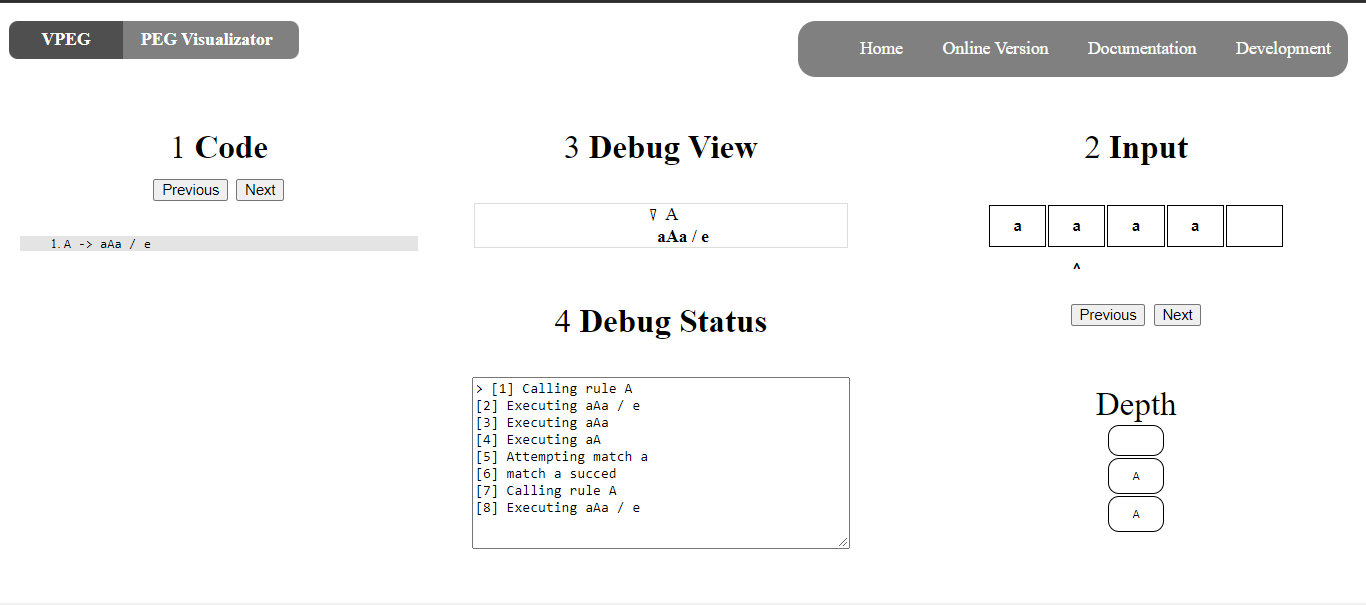 VPEG PEG Visualizator
Home Online Version Documentation Development
1 Code
Previous Next
1. A -> aAa / e
3 Debug View
⍒ A
aAa / e
4 Debug Status
> [1] Calling rule A
[2] Executing aAa / e
[3] Executing aAa
[4] Executing aA
[5] Attempting match a
[6] match a succed
[7] Calling rule A
[8] Executing aAa / e
2 Input
a a a a
^
Previous Next
Depth
A
A